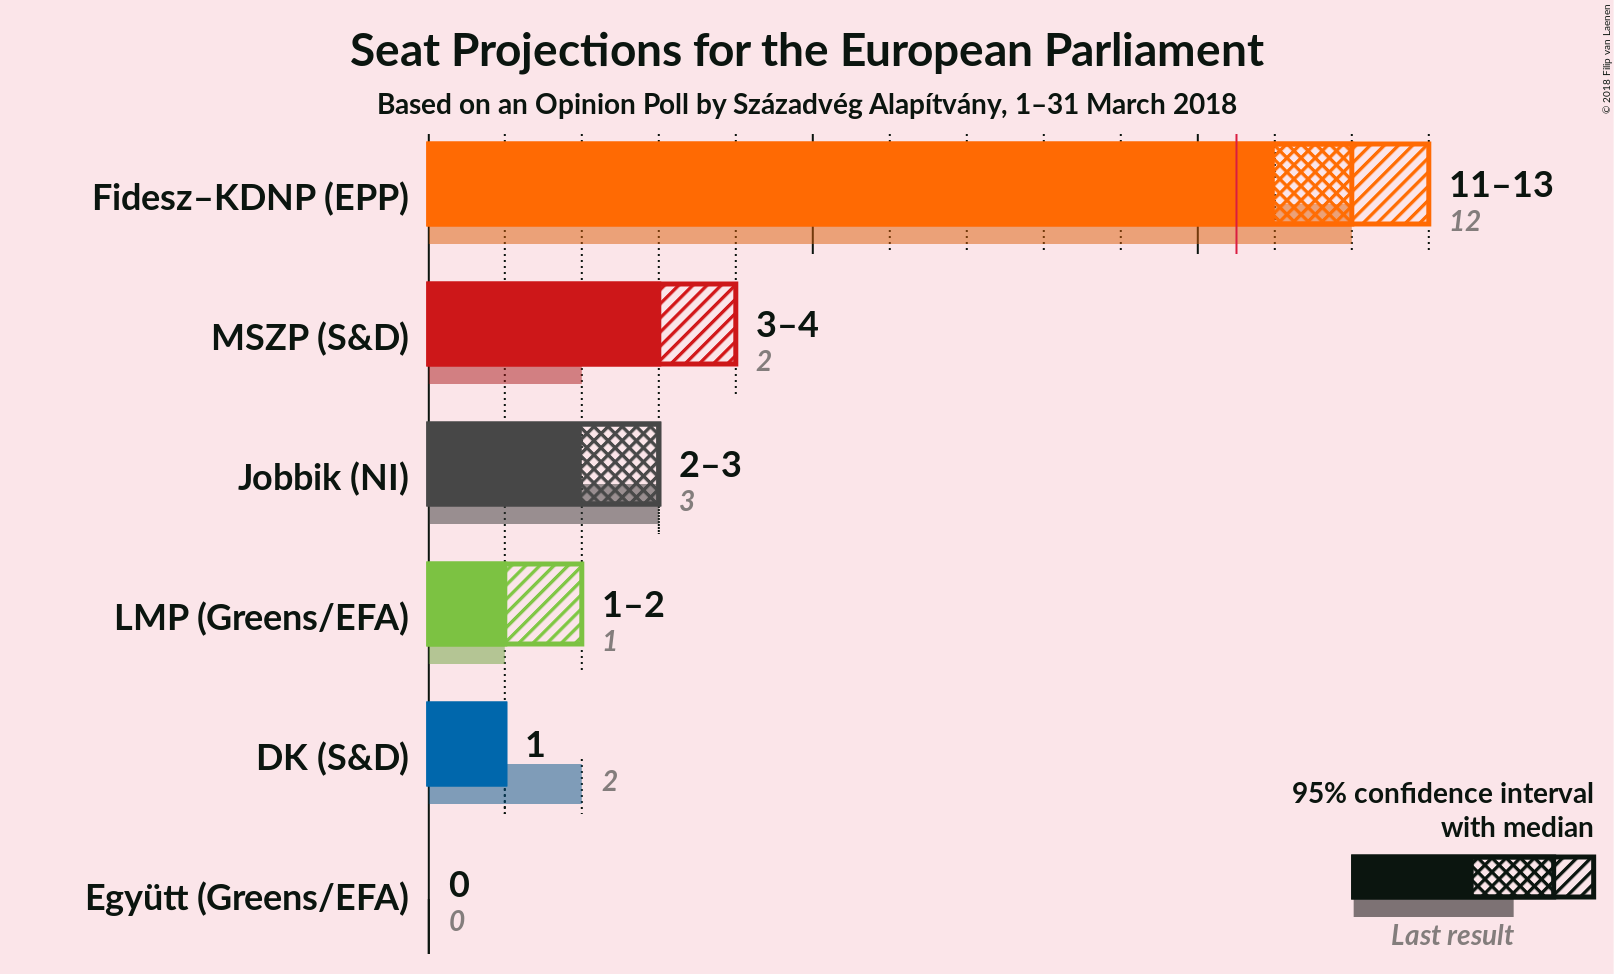 Seat Projections for the European Parliament
Based on an Opinion Poll by Századvég Alapítvány, 1–31 March 2018
© 2018 Filip van Laenen
Fidesz–KDNP (EPP)
11–13
12
MSZP (S&D)
3–4
2
Jobbik (NI)
2–3
3
LMP (Greens/EFA)
1–2
1
DK (S&D)
1
2
Együtt (Greens/EFA)
0
0
95% confidence interval
with median
Last result